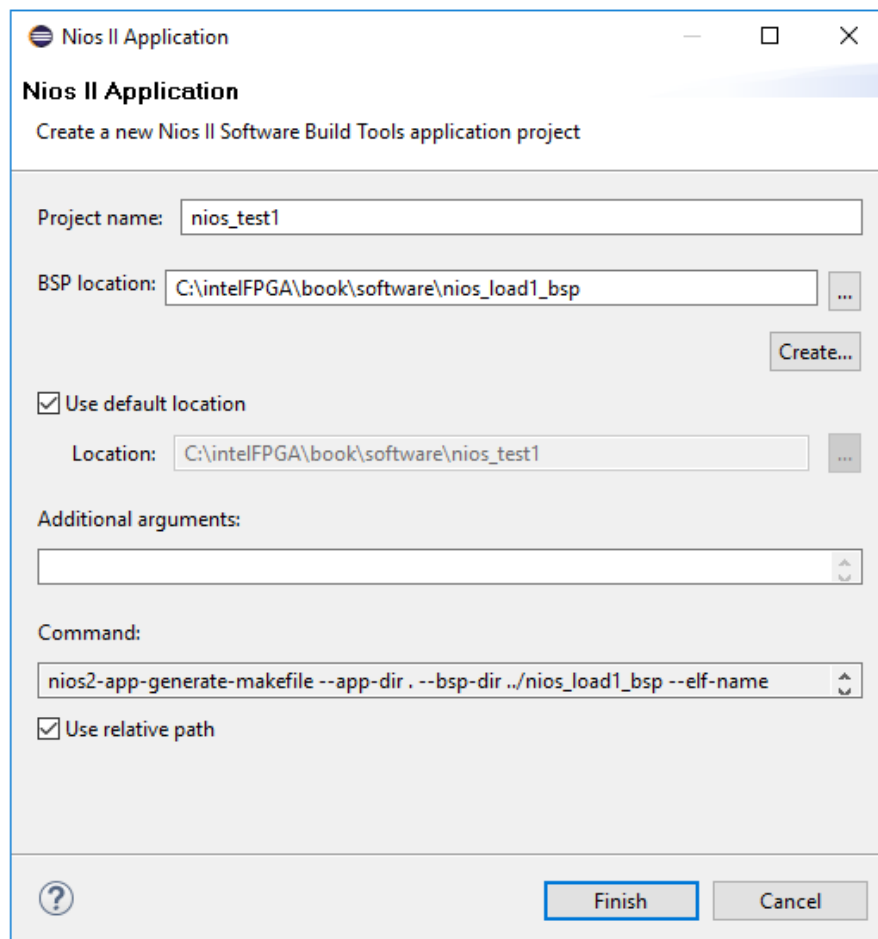 Nios II Application
Nios II Application
Create a new Nios II Software Build Tools application project
Project name: nios_test1
BSP location: C:\intelFPGA\book\software\nios_load1_bsp ...
Create...
Use default location
Location: C:\intelFPGA\book\software\nios_test1 ...
Additional arguments:
Command:
nios2-app-generate-makefile --app-dir . --bsp-dir ../nios_load1_bsp --elf-name
Use relative path
? Finish Cancel